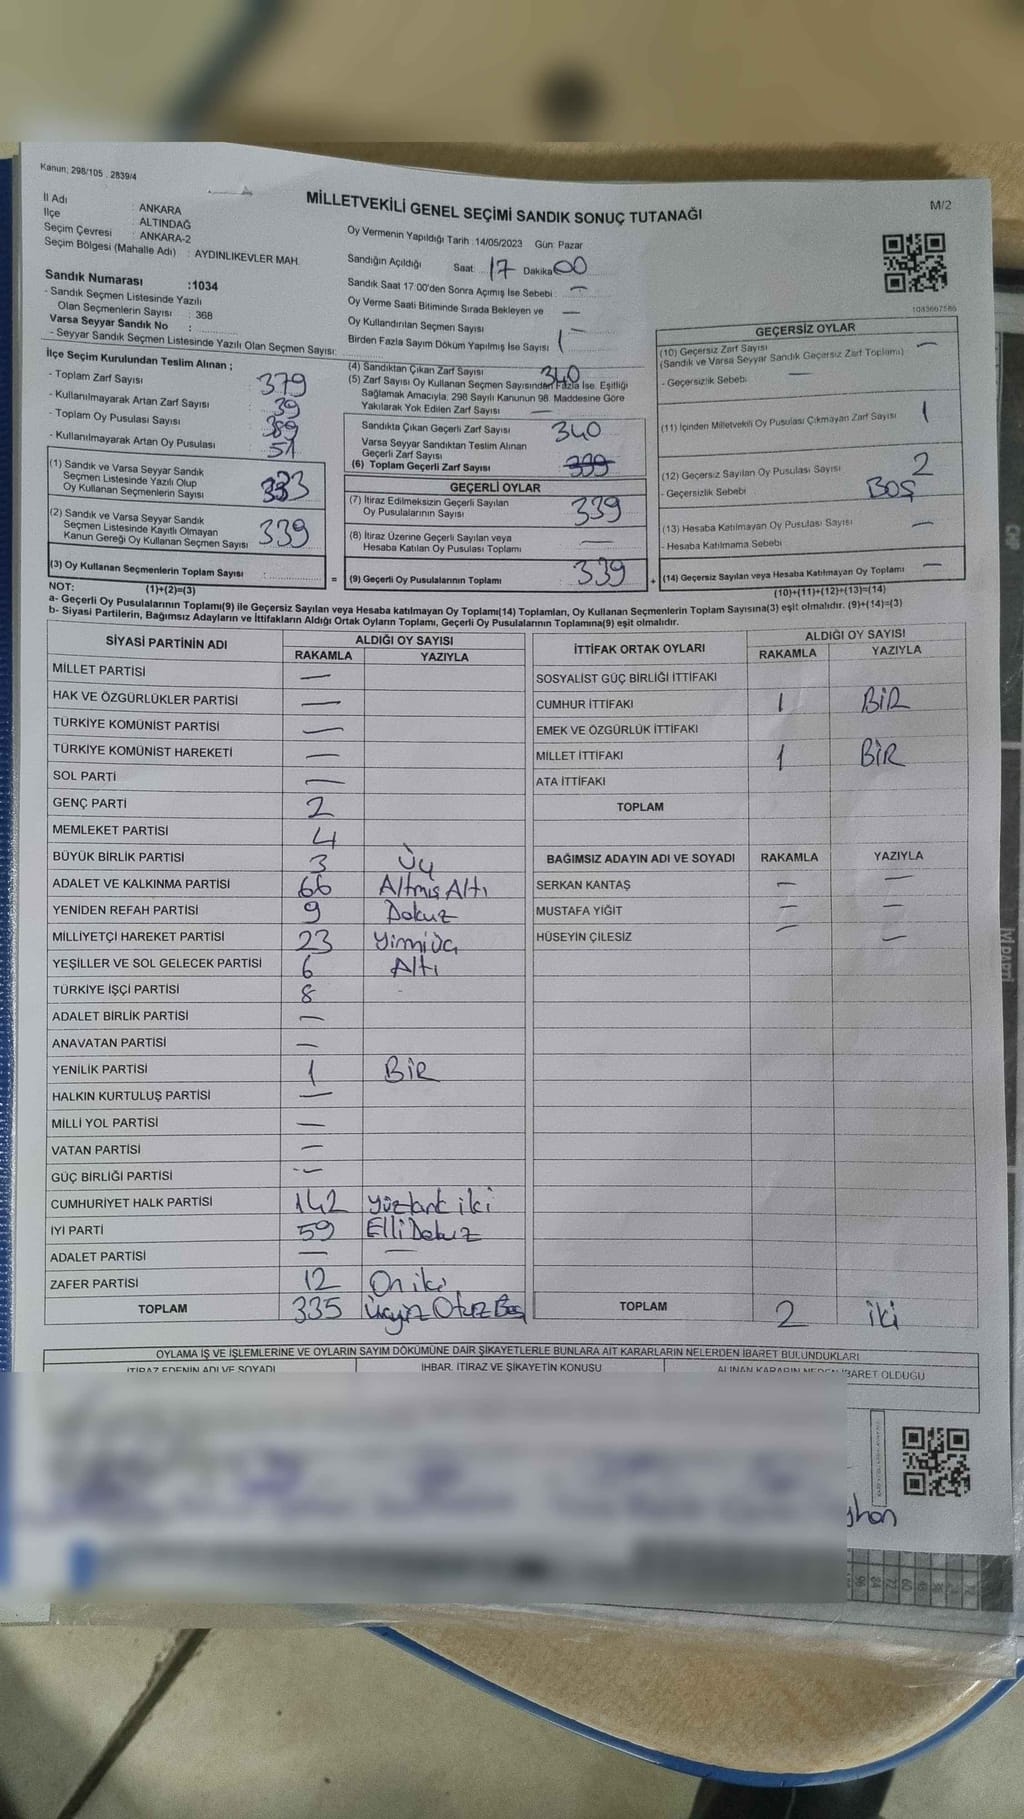 Kanun; 298/105 . 2839/4
MİLLETVEKİLİ GENEL SEÇİMİ SANDIK SONUÇ TUTANAĞI
M/2
İl Adı : ANKARA
İlçe : ALTINDAĞ
Seçim Çevresi : ANKARA-2
Seçim Bölgesi (Mahalle Adı) : AYDINLIKEVLER MAH.
Sandık Numarası :1034
- Sandık Seçmen Listesinde Yazılı
Olan Seçmenlerin Sayısı : 368
Varsa Seyyar Sandık No :
- Seyyar Sandık Seçmen Listesinde Yazılı Olan Seçmen Sayısı:
Oy Vermenin Yapıldığı Tarih :14/05/2023 Gün: Pazar
Sandığın Açıldığı Saat 17 Dakika 00
Sandık Saat 17:00'den Sonra Açımış İse Sebebi : —
Oy Verme Saati Bitiminde Sırada Bekleyen ve —
Oy Kullandırılan Seçmen Sayısı —
Birden Fazla Sayım Döküm Yapılmış İse Sayısı 1
1083667586
İlçe Seçim Kurulundan Teslim Alınan ;
- Toplam Zarf Sayısı 379
- Kullanılmayarak Artan Zarf Sayısı 39
- Toplam Oy Pusulası Sayısı 389
- Kullanılmayarak Artan Oy Pusulası 51
(1) Sandık ve Varsa Seyyar Sandık
Seçmen Listesinde Yazılı Olup
Oy Kullanan Seçmenlerin Sayısı
(2) Sandık ve Varsa Seyyar Sandık
Seçmen Listesinde Kayıtlı Olmayan
Kanun Gereği Oy Kullanan Seçmen Sayısı 339
(3) Oy Kullanan Seçmenlerin Toplam Sayısı :
(1)+(2)=(3)
(4) Sandıktan Çıkan Zarf Sayısı 340
(5) Zarf Sayısı Oy Kullanan Seçmen Sayısından Fazla İse, Eşitliği
Sağlamak Amacıyla, 298 Sayılı Kanunun 98. Maddesine Göre
Yakılarak Yok Edilen Zarf Sayısı —
Sandıkta Çıkan Geçerli Zarf Sayısı 340
Varsa Seyyar Sandıktan Teslim Alınan
Geçerli Zarf Sayısı
(6) Toplam Geçerli Zarf Sayısı 339
GEÇERLİ OYLAR
(7) İtiraz Edilmeksizin Geçerli Sayılan
Oy Pusulalarının Sayısı 339
(8) İtiraz Üzerine Geçerli Sayılan veya
Hesaba Katılan Oy Pusulası Toplamı —
= (9) Geçerli Oy Pusulalarının Toplamı 339 +
GEÇERSİZ OYLAR
(10) Geçersiz Zarf Sayısı —
(Sandık ve Varsa Seyyar Sandık Geçersiz Zarf Toplamı)
- Geçersizlik Sebebi —
(11) İçinden Milletvekili Oy Pusulası Çıkmayan Zarf Sayısı 1
(12) Geçersiz Sayılan Oy Pusulası Sayısı 2
- Geçersizlik Sebebi BOŞ
(13) Hesaba Katılmayan Oy Pusulası Sayısı —
- Hesaba Katılmama Sebebi
(14) Geçersiz Sayılan veya Hesaba Katılmayan Oy Toplamı —
(10)+(11)+(12)+(13)=(14)
NOT:
a- Geçerli Oy Pusulalarının Toplamı(9) ile Geçersiz Sayılan veya Hesaba katılmayan Oy Toplamı(14) Toplamları, Oy Kullanan Seçmenlerin Toplam Sayısına(3) eşit olmalıdır. (9)+(14)=(3)
b- Siyasi Partilerin, Bağımsız Adayların ve İttifakların Aldığı Ortak Oyların Toplamı, Geçerli Oy Pusulalarının Toplamına(9) eşit olmalıdır.
SİYASİ PARTİNİN ADI ALDIĞI OY SAYISI
RAKAMLA YAZIYLA
MİLLET PARTİSİ —
HAK VE ÖZGÜRLÜKLER PARTİSİ —
TÜRKİYE KOMÜNİST PARTİSİ —
TÜRKİYE KOMÜNİST HAREKETİ —
SOL PARTİ —
GENÇ PARTİ 2
MEMLEKET PARTİSİ 4
BÜYÜK BİRLİK PARTİSİ 3 Üç
ADALET VE KALKINMA PARTİSİ 66 Altmış Altı
YENİDEN REFAH PARTİSİ 9 Dokuz
MİLLİYETÇİ HAREKET PARTİSİ 23
YEŞİLLER VE SOL GELECEK PARTİSİ 6 Altı
TÜRKİYE İŞÇİ PARTİSİ 8 -
ADALET BİRLİK PARTİSİ —
ANAVATAN PARTİSİ —
YENİLİK PARTİSİ 1 BİR
HALKIN KURTULUŞ PARTİSİ —
MİLLİ YOL PARTİSİ —
VATAN PARTİSİ —
GÜÇ BİRLİĞİ PARTİSİ —
CUMHURİYET HALK PARTİSİ 142 iki
İYİ PARTİ 59 Elli Dokuz
ADALET PARTİSİ — —
ZAFER PARTİSİ 12 On iki
TOPLAM 335 Otuz Beş
İTTİFAK ORTAK OYLARI ALDIĞI OY SAYISI
RAKAMLA YAZIYLA
SOSYALİST GÜÇ BİRLİĞİ İTTİFAKI
CUMHUR İTTİFAKI 1 BİR
EMEK VE ÖZGÜRLÜK İTTİFAKI
MİLLET İTTİFAKI 1 BİR
ATA İTTİFAKI
TOPLAM
BAĞIMSIZ ADAYIN ADI VE SOYADI RAKAMLA YAZIYLA
SERKAN KANTAŞ — —
MUSTAFA YİĞİT — —
HÜSEYİN ÇİLESİZ — —
TOPLAM 2 iki
OYLAMA İŞ VE İŞLEMLERİNE VE OYLARIN SAYIM DÖKÜMÜNE DAİR ŞİKAYETLERLE BUNLARA AİT KARARLARIN NELERDEN İBARET BULUNDUKLARI
İTİRAZ EDENİN ADI VE SOYADI İHBAR, İTİRAZ VE ŞİKAYETİN KONUSU ALINAN KARARIN NEDEN İBARET OLDUĞU
CHP
İYİ PARTİ